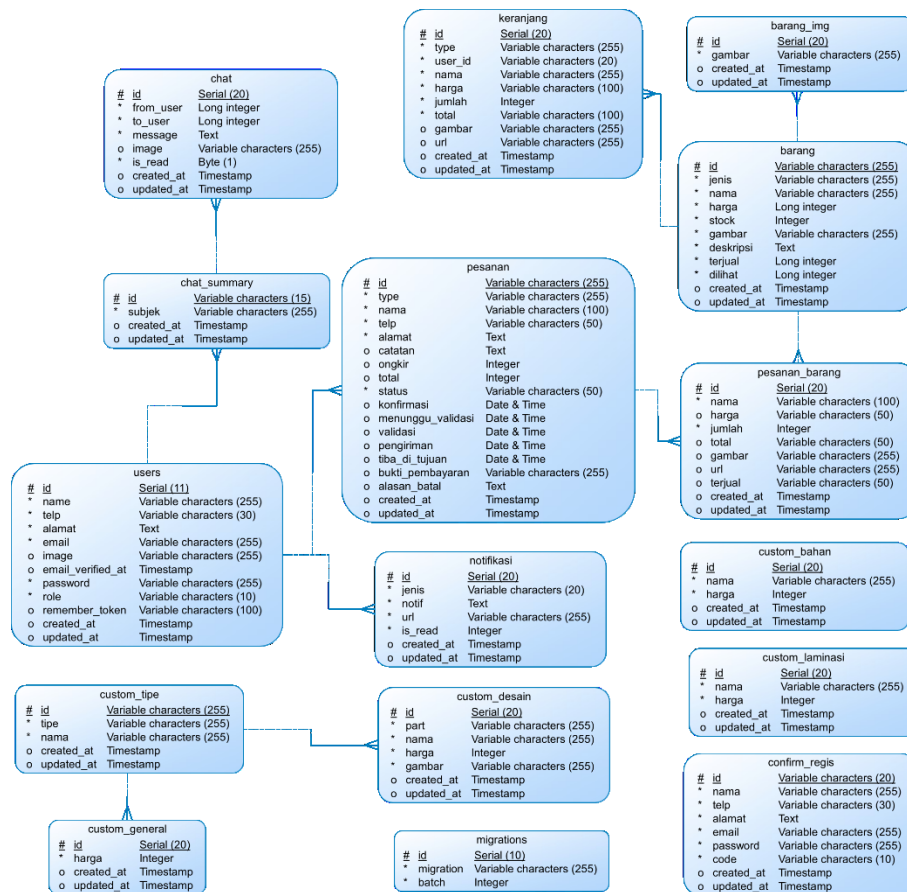 keranjang
# id Serial (20)
* type Variable characters (255)
* user_id Variable characters (20)
* nama Variable characters (255)
* harga Variable characters (100)
* jumlah Integer
* total Variable characters (100)
o gambar Variable characters (255)
o url Variable characters (255)
o created_at Timestamp
o updated_at Timestamp
barang_img
# id Serial (20)
* gambar Variable characters (255)
o created_at Timestamp
o updated_at Timestamp
chat
# id Serial (20)
* from_user Long integer
* to_user Long integer
* message Text
o image Variable characters (255)
* is_read Byte (1)
o created_at Timestamp
o updated_at Timestamp
barang
# id Variable characters (255)
* jenis Variable characters (255)
* nama Variable characters (255)
* harga Long integer
* stock Integer
* gambar Variable characters (255)
* deskripsi Text
* terjual Long integer
* dilihat Long integer
o created_at Timestamp
o updated_at Timestamp
chat_summary
# id Variable characters (15)
* subjek Variable characters (255)
o created_at Timestamp
o updated_at Timestamp
pesanan
# id Variable characters (255)
* type Variable characters (255)
* nama Variable characters (100)
* telp Variable characters (50)
* alamat Text
o catatan Text
o ongkir Integer
o total Integer
* status Variable characters (50)
o konfirmasi Date & Time
o menunggu_validasi Date & Time
o validasi Date & Time
o pengiriman Date & Time
o tiba_di_tujuan Date & Time
o bukti_pembayaran Variable characters (255)
o alasan_batal Text
o created_at Timestamp
o updated_at Timestamp
pesanan_barang
# id Serial (20)
* nama Variable characters (100)
o harga Variable characters (50)
* jumlah Integer
o total Variable characters (50)
o gambar Variable characters (255)
o url Variable characters (255)
o terjual Variable characters (50)
o created_at Timestamp
o updated_at Timestamp
users
# id Serial (11)
* name Variable characters (255)
* telp Variable characters (30)
* alamat Text
* email Variable characters (255)
o image Variable characters (255)
o email_verified_at Timestamp
* password Variable characters (255)
* role Variable characters (10)
o remember_token Variable characters (100)
o created_at Timestamp
o updated_at Timestamp
notifikasi
# id Serial (20)
* jenis Variable characters (20)
* notif Text
* url Variable characters (255)
* is_read Integer
o created_at Timestamp
o updated_at Timestamp
custom_bahan
# id Serial (20)
* nama Variable characters (255)
* harga Integer
o created_at Timestamp
o updated_at Timestamp
custom_laminasi
# id Serial (20)
* nama Variable characters (255)
* harga Integer
o created_at Timestamp
o updated_at Timestamp
custom_tipe
# id Variable characters (255)
* tipe Variable characters (255)
* nama Variable characters (255)
o created_at Timestamp
o updated_at Timestamp
custom_desain
# id Serial (20)
* part Variable characters (255)
* nama Variable characters (255)
* harga Integer
* gambar Variable characters (255)
o created_at Timestamp
o updated_at Timestamp
confirm_regis
# id Variable characters (20)
* nama Variable characters (255)
* telp Variable characters (30)
* alamat Text
* email Variable characters (255)
* password Variable characters (255)
* code Variable characters (10)
o created_at Timestamp
o updated_at Timestamp
custom_general
# id Serial (20)
* harga Integer
o created_at Timestamp
o updated_at Timestamp
migrations
# id Serial (10)
* migration Variable characters (255)
* batch Integer